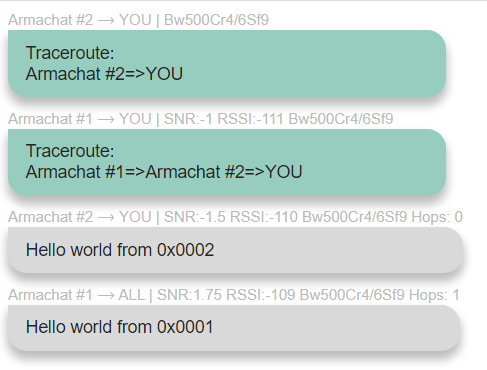 Armachat #2 → YOU | Bw500Cr4/6Sf9
Traceroute:
Armachat #2=>YOU
Armachat #1 → YOU | SNR:-1 RSSI:-111 Bw500Cr4/6Sf9
Traceroute:
Armachat #1=>Armachat #2=>YOU
Armachat #2 → YOU | SNR:-1.5 RSSI:-110 Bw500Cr4/6Sf9 Hops: 0
Hello world from 0x0002
Armachat #1 → ALL | SNR:1.75 RSSI:-109 Bw500Cr4/6Sf9 Hops: 1
Hello world from 0x0001